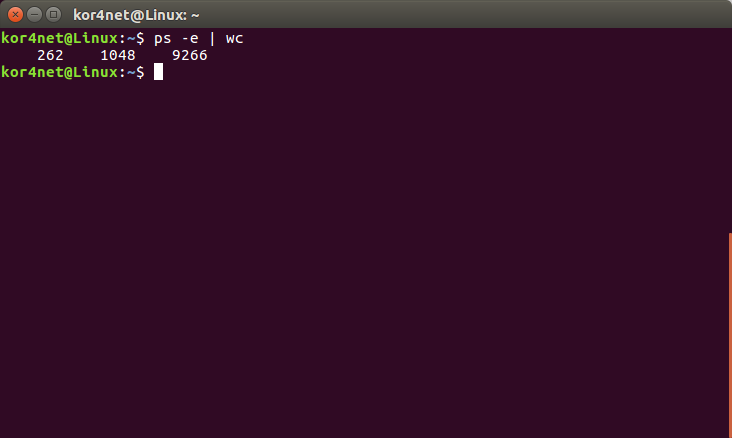 kor4net@Linux: ~
kor4net@Linux:~$ ps -e | wc
    262    1048    9266
kor4net@Linux:~$